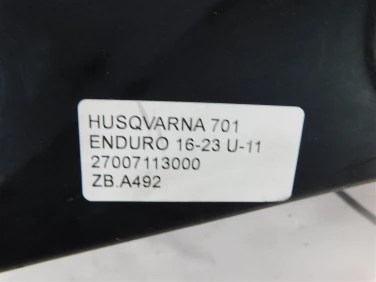 HUSQVARNA 701
ENDURO 16-23 U-11
27007113000
ZB.A492